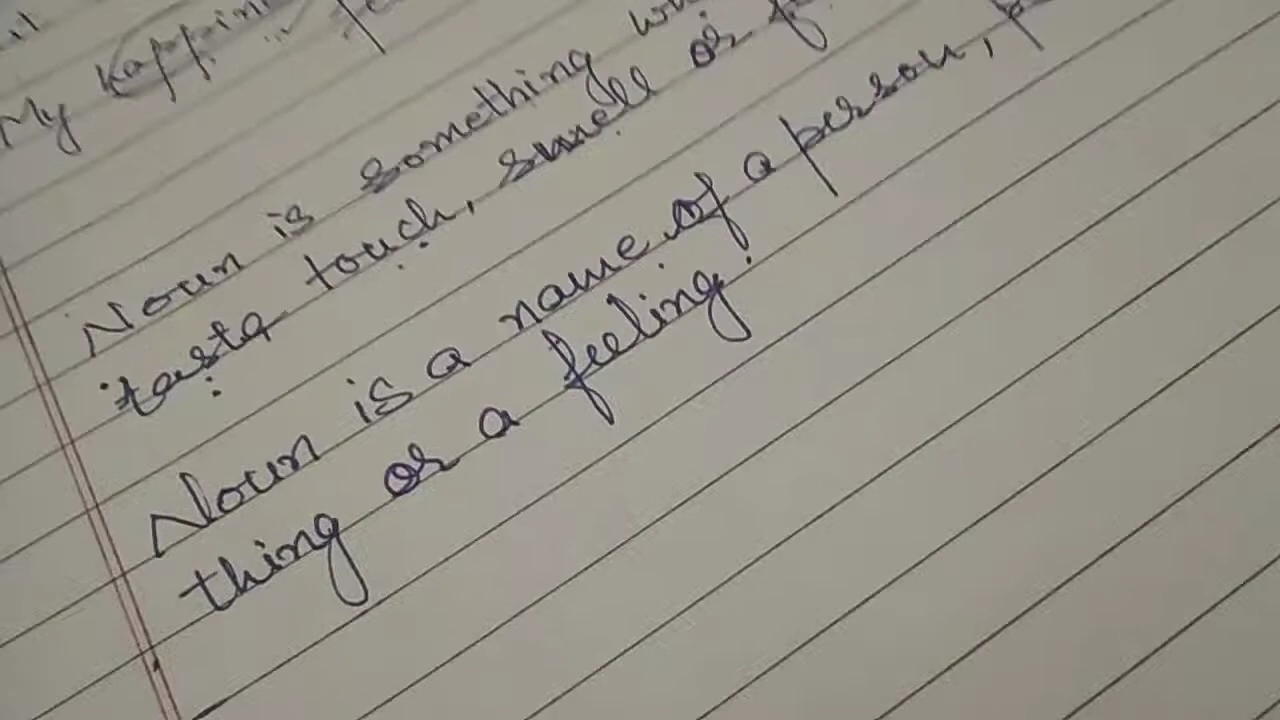 My
Noun is something
taste touch, smell or
Noun is a name of a person,
thing or a feeling.